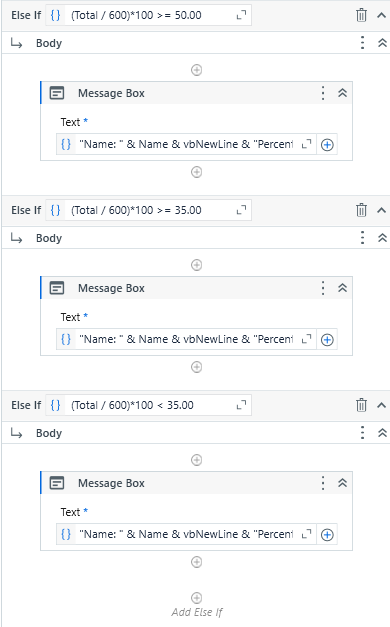 Else If {} (Total / 600)*100 >= 50.00
Body
Message Box
Text *
{} "Name: " & Name & vbNewLine & "Percent
Else If {} (Total / 600)*100 >= 35.00
Body
Message Box
Text *
{} "Name: " & Name & vbNewLine & "Percent
Else If {} (Total / 600)*100 < 35.00
Body
Message Box
Text *
{} "Name: " & Name & vbNewLine & "Percent
Add Else If